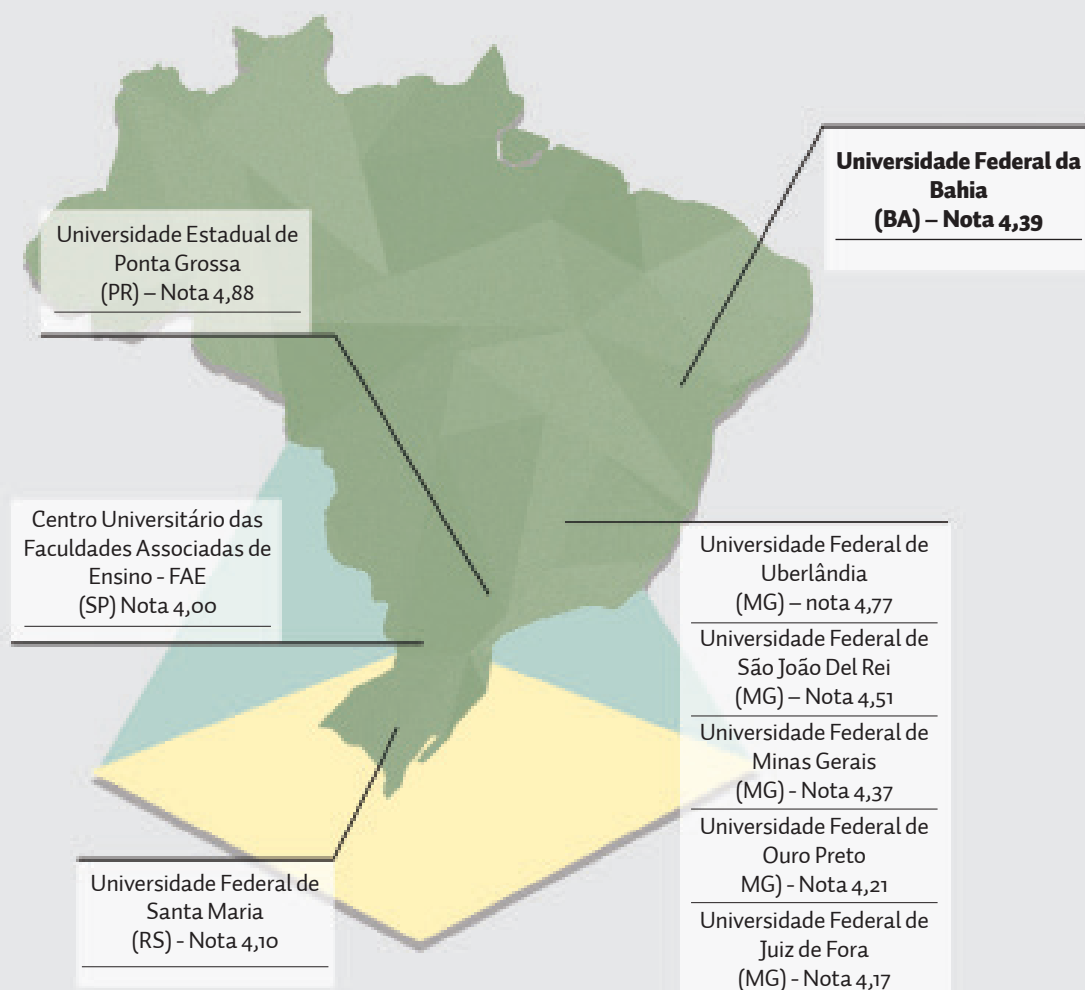 Universidade Federal da
Bahia
(BA) – Nota 4,39
Universidade Estadual de
Ponta Grossa
(PR) – Nota 4,88
Centro Universitário das
Faculdades Associadas de
Ensino - FAE
(SP) Nota 4,00
Universidade Federal de
Uberlândia
(MG) – nota 4,77
Universidade Federal de
São João Del Rei
(MG) – Nota 4,51
Universidade Federal de
Minas Gerais
(MG) - Nota 4,37
Universidade Federal de
Ouro Preto
MG) - Nota 4,21
Universidade Federal de
Juiz de Fora
(MG) - Nota 4,17
Universidade Federal de
Santa Maria
(RS) - Nota 4,10